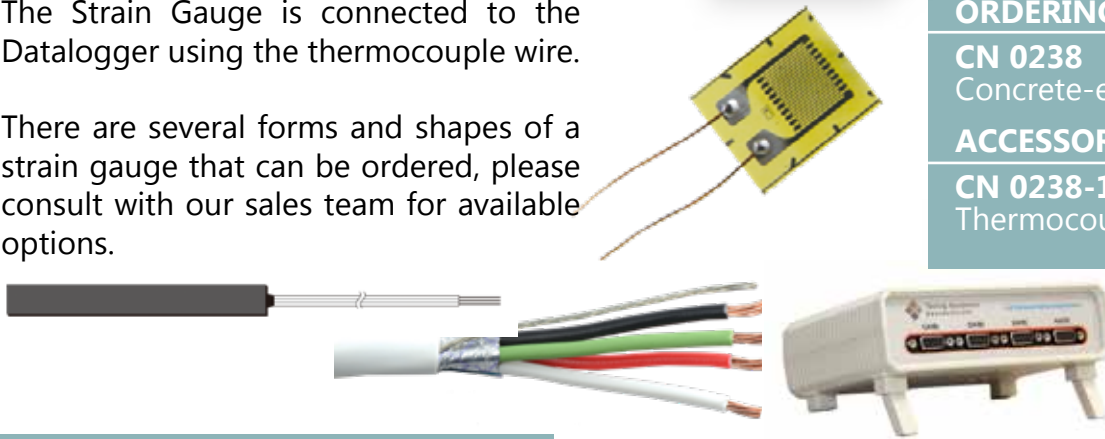 The Strain Gauge is connected to the
Datalogger using the thermocouple wire.
There are several forms and shapes of a
strain gauge that can be ordered, please
consult with our sales team for available
options.
ORDERING
CN 0238
Concrete-e
ACCESSOR
CN 0238-1
Thermocou